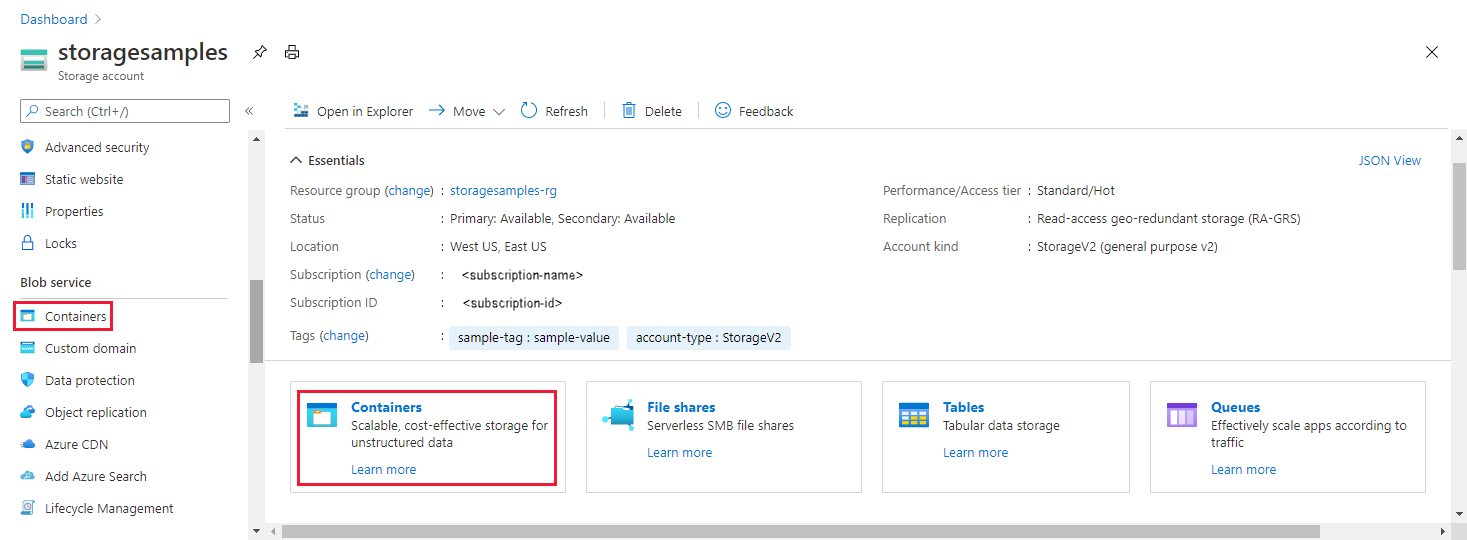 Dashboard >
storagesamples
Storage account
Search (Ctrl+/)
«
Advanced security
Static website
Properties
Locks
Blob service
Containers
Custom domain
Data protection
Object replication
Azure CDN
Add Azure Search
Lifecycle Management
Open in Explorer Move Refresh Delete Feedback
Essentials JSON View
Resource group (change) : storagesamples-rg
Status : Primary: Available, Secondary: Available
Location : West US, East US
Subscription (change) : <subscription-name>
Subscription ID : <subscription-id>
Tags (change) : sample-tag : sample-value account-type : StorageV2
Performance/Access tier : Standard/Hot
Replication : Read-access geo-redundant storage (RA-GRS)
Account kind : StorageV2 (general purpose v2)
Containers
Scalable, cost-effective storage for
unstructured data
Learn more
File shares
Serverless SMB file shares
Learn more
Tables
Tabular data storage
Learn more
Queues
Effectively scale apps according to
traffic
Learn more